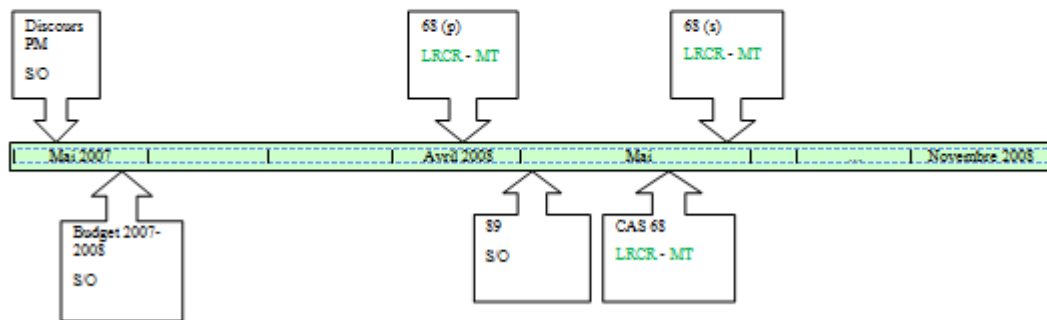 Discours
PM
S/O
68 (p)
LRCR - MT
68 (s)
LRCR - MT
Mai 2007
Avril 2008
Mai
...
Novembre 2008
Budget 2007-
2008
S/O
89
S/O
CAS 68
LRCR - MT